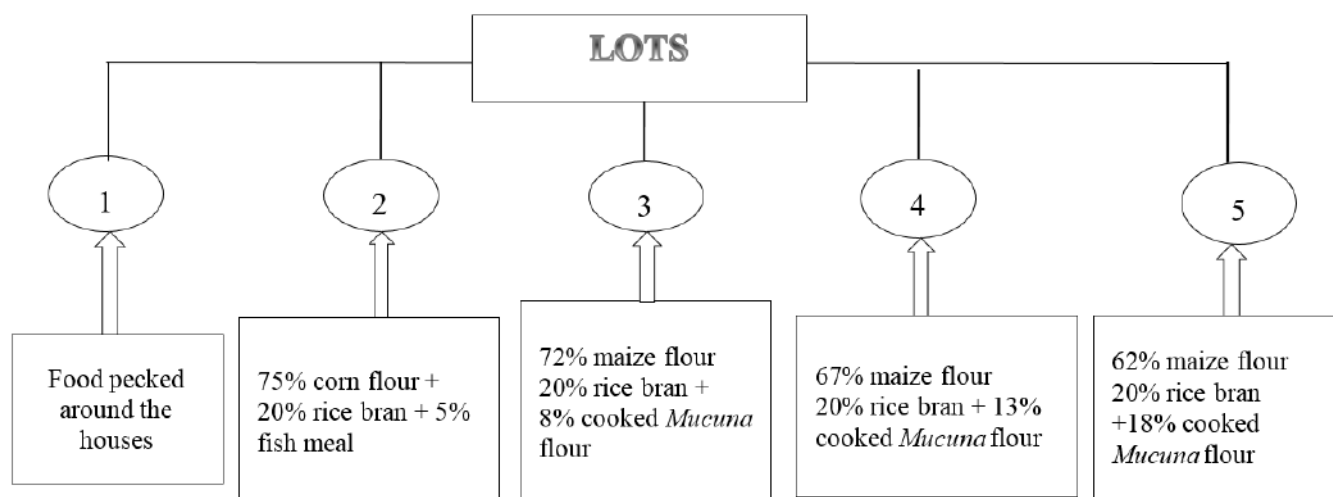 LOTS
1
2
3
4
5
Food pecked
around the
houses
75% corn flour +
20% rice bran + 5%
fish meal
72% maize flour
20% rice bran +
8% cooked Mucuna
flour
67% maize flour
20% rice bran + 13%
cooked Mucuna flour
62% maize flour
20% rice bran
+18% cooked
Mucuna flour